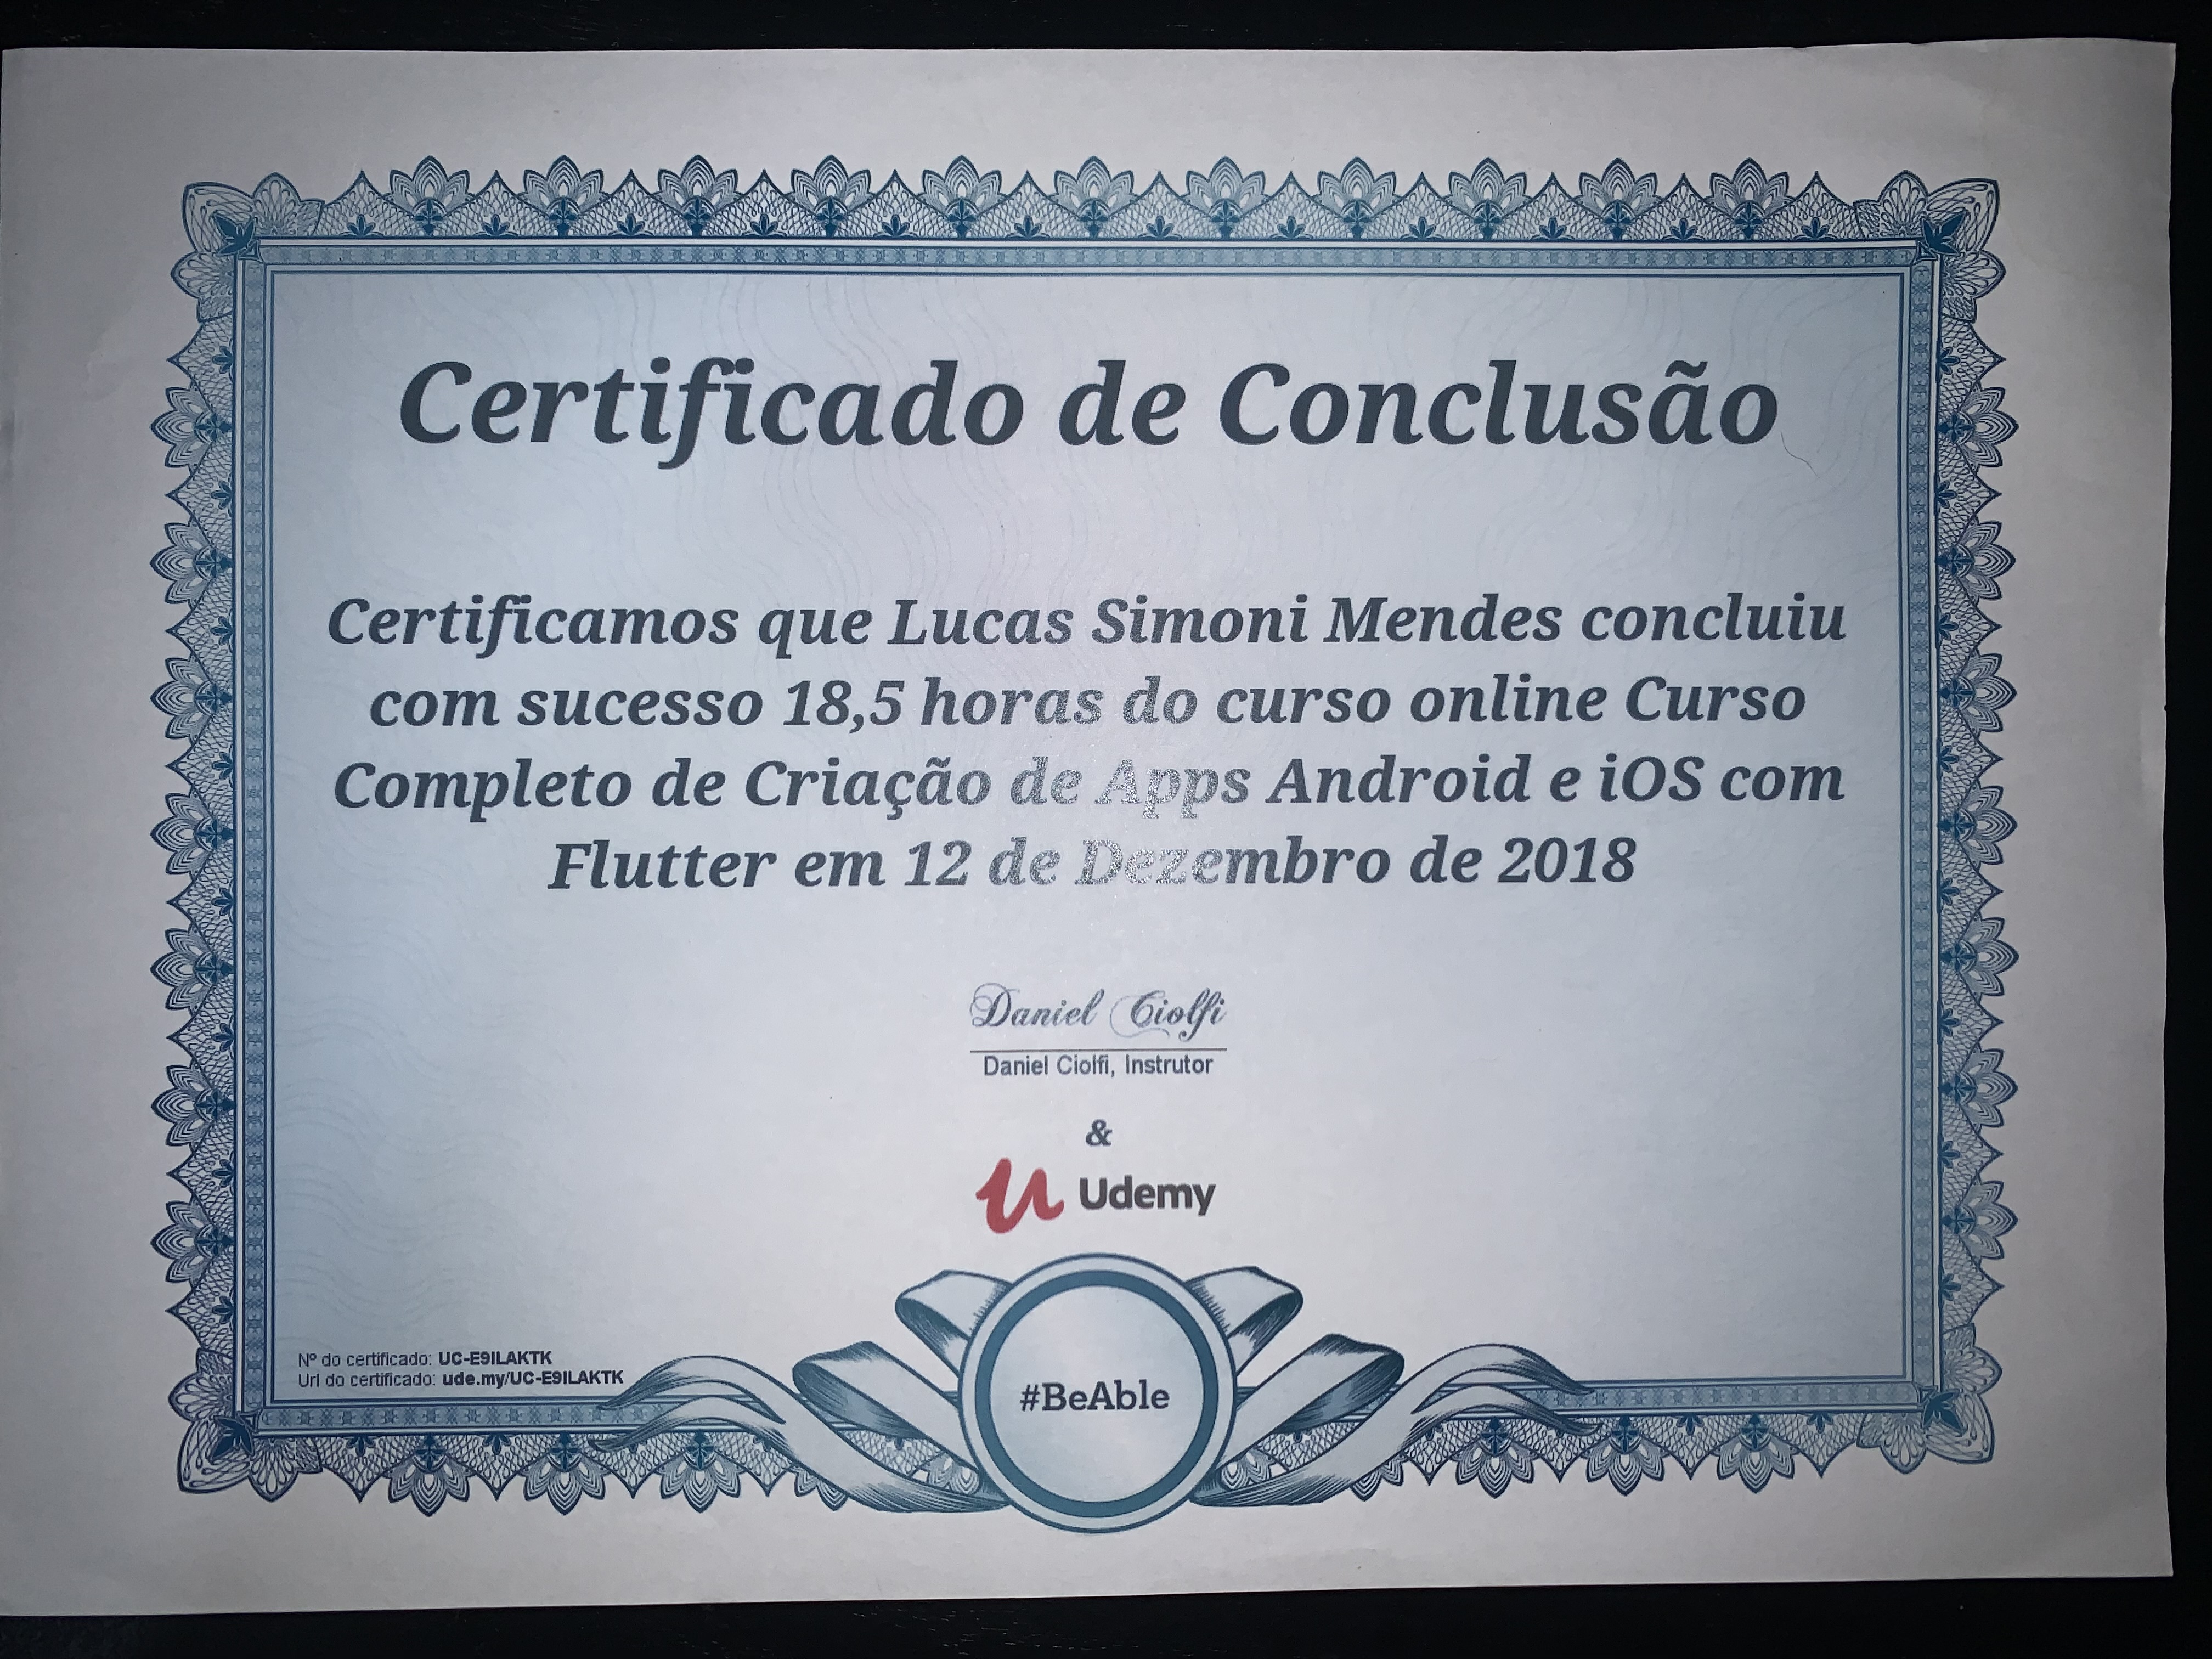 Certificado de Conclusão
Certificamos que Lucas Simoni Mendes concluiu
com sucesso 18,5 horas do curso online Curso
Completo de Criação de Apps Android e iOS com
Flutter em 12 de Dezembro de 2018
Daniel Ciolfi
Daniel Ciolfi, Instrutor
&
Udemy
Nº do certificado: UC-E9ILAKTK
Url do certificado: ude.my/UC-E9ILAKTK
#BeAble